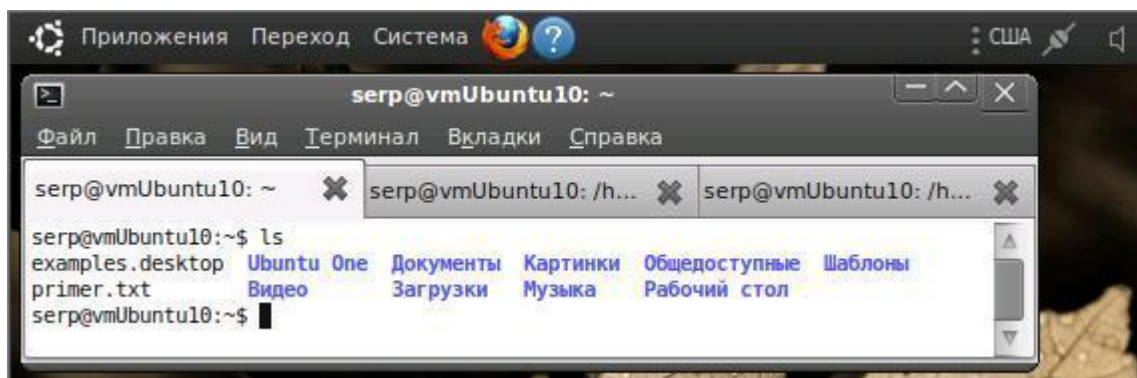 Приложения Переход Система ? США
serp@vmUbuntu10: ~
Файл Правка Вид Терминал Вкладки Справка
serp@vmUbuntu10: ~ serp@vmUbuntu10: /h... serp@vmUbuntu10: /h...
serp@vmUbuntu10:~$ ls
examples.desktop Ubuntu One Документы Картинки Общедоступные Шаблоны
primer.txt Видео Загрузки Музыка Рабочий стол
serp@vmUbuntu10:~$